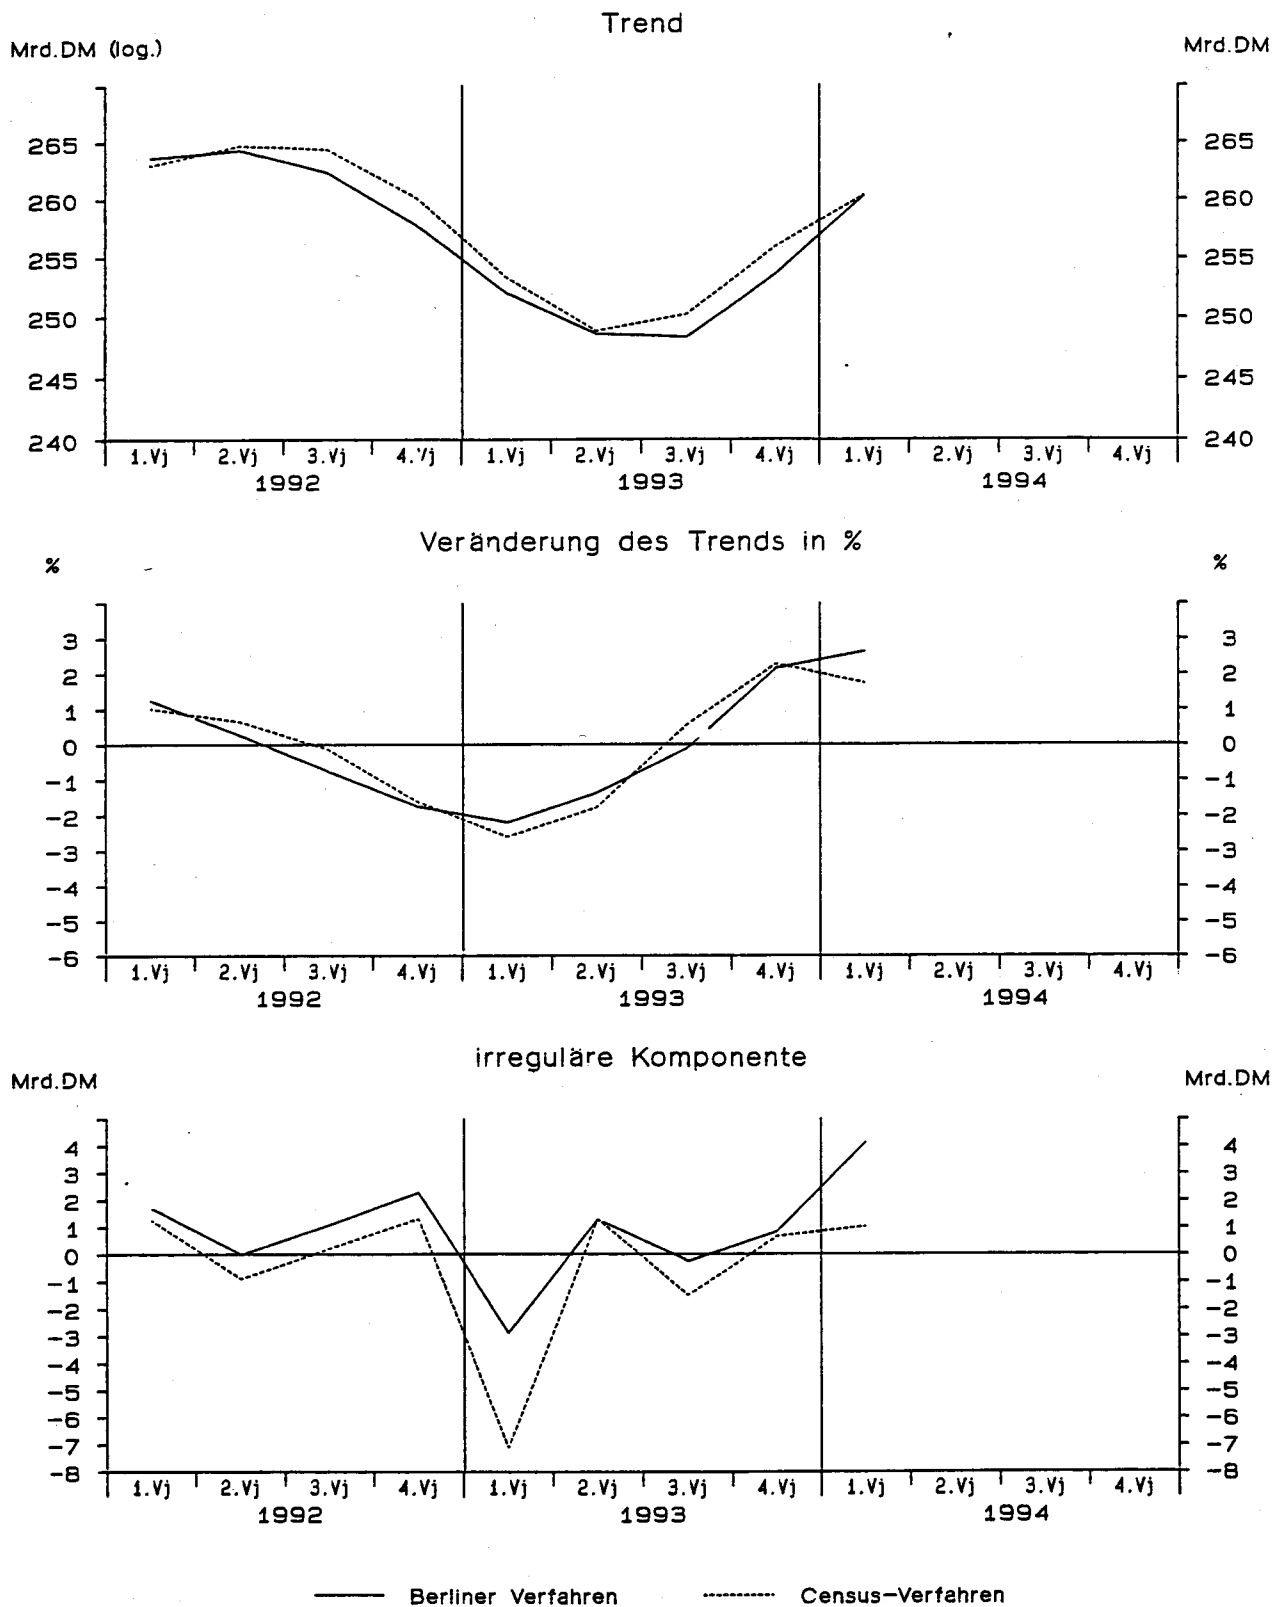 Trend
Mrd.DM (log.) Mrd.DM
265 265
260 260
255 255
250 250
245 245
240 240
1.Vj 2.Vj 3.Vj 4.Vj 1.Vj 2.Vj 3.Vj 4.Vj 1.Vj 2.Vj 3.Vj 4.Vj
1992 1993 1994
Veränderung des Trends in %
% %
3 3
2 2
1 1
0 0
-1 -1
-2 -2
-3 -3
-4 -4
-5 -5
-6 -6
1.Vj 2.Vj 3.Vj 4.Vj 1.Vj 2.Vj 3.Vj 4.Vj 1.Vj 2.Vj 3.Vj 4.Vj
1992 1993 1994
irreguläre Komponente
Mrd.DM Mrd.DM
4 4
3 3
2 2
1 1
0 0
-1 -1
-2 -2
-3 -3
-4 -4
-5 -5
-6 -6
-7 -7
-8 -8
1.Vj 2.Vj 3.Vj 4.Vj 1.Vj 2.Vj 3.Vj 4.Vj 1.Vj 2.Vj 3.Vj 4.Vj
1992 1993 1994
Berliner Verfahren Census-Verfahren